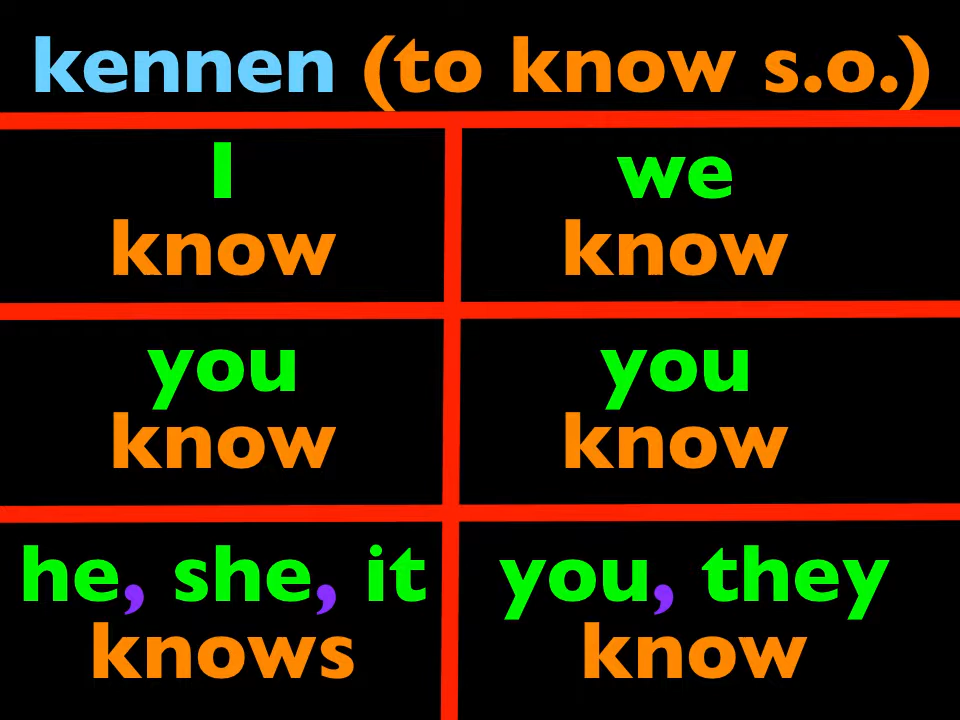 kennen (to know s.o.)
I
know
we
know
you
know
you
know
he, she, it
knows
you, they
know